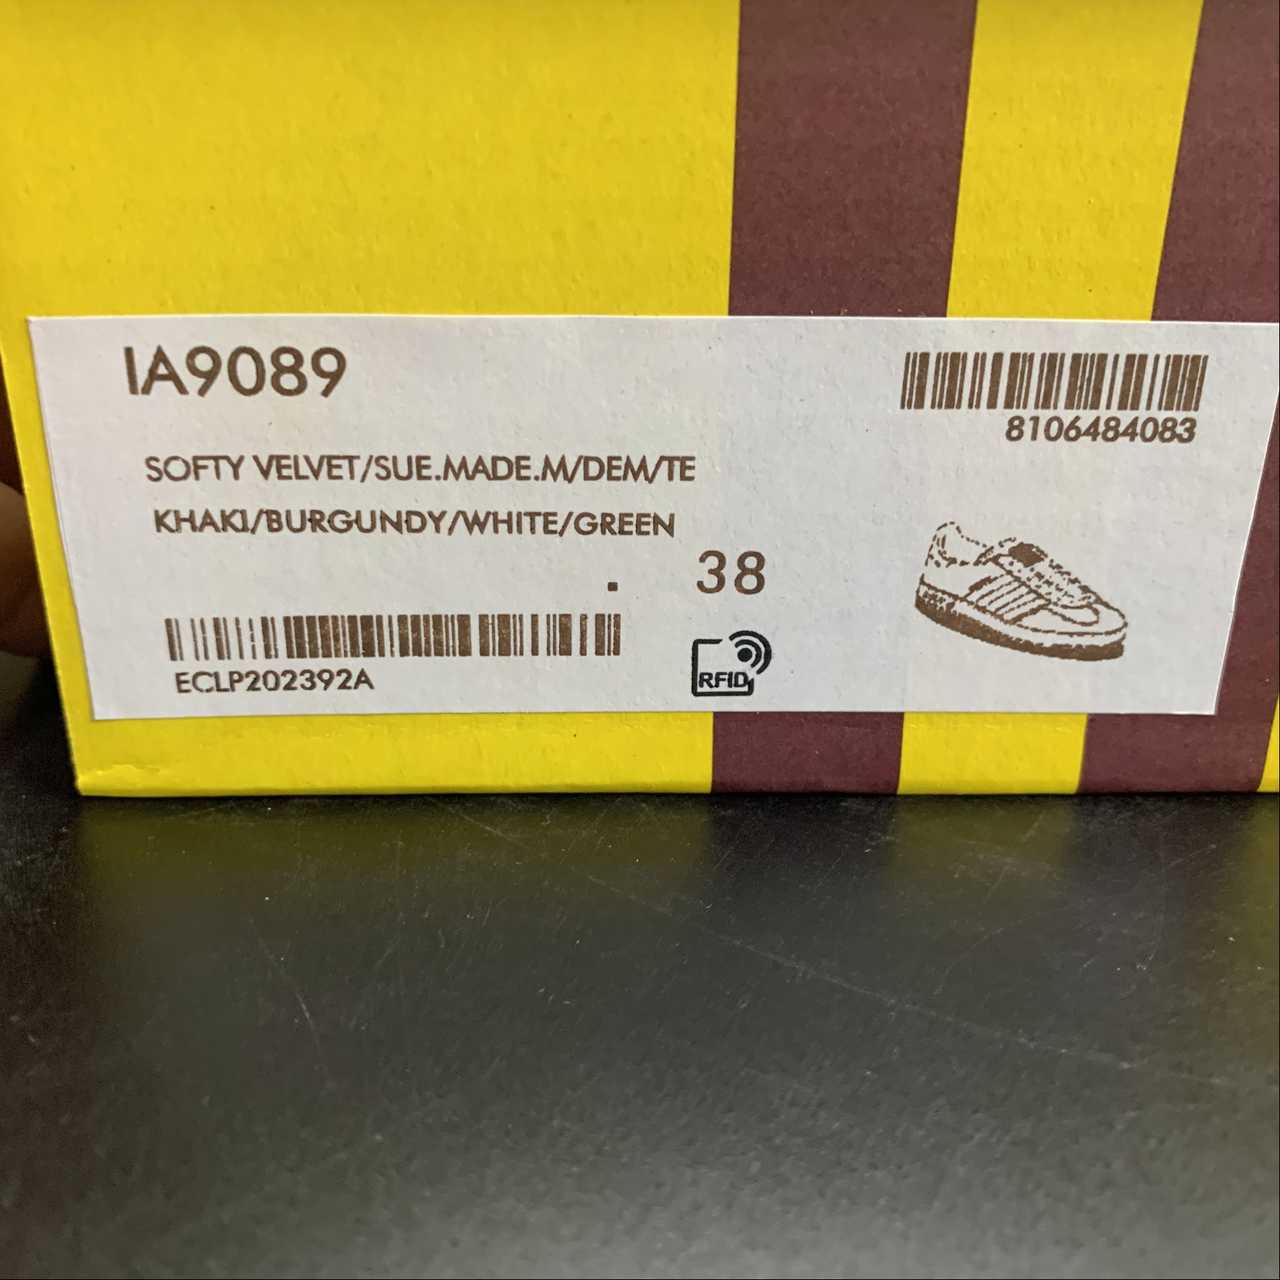 IA9089
8106484083
SOFTY VELVET/SUE.MADE.M/DEM/TE
KHAKI/BURGUNDY/WHITE/GREEN
. 38
ECLP202392A
RFID